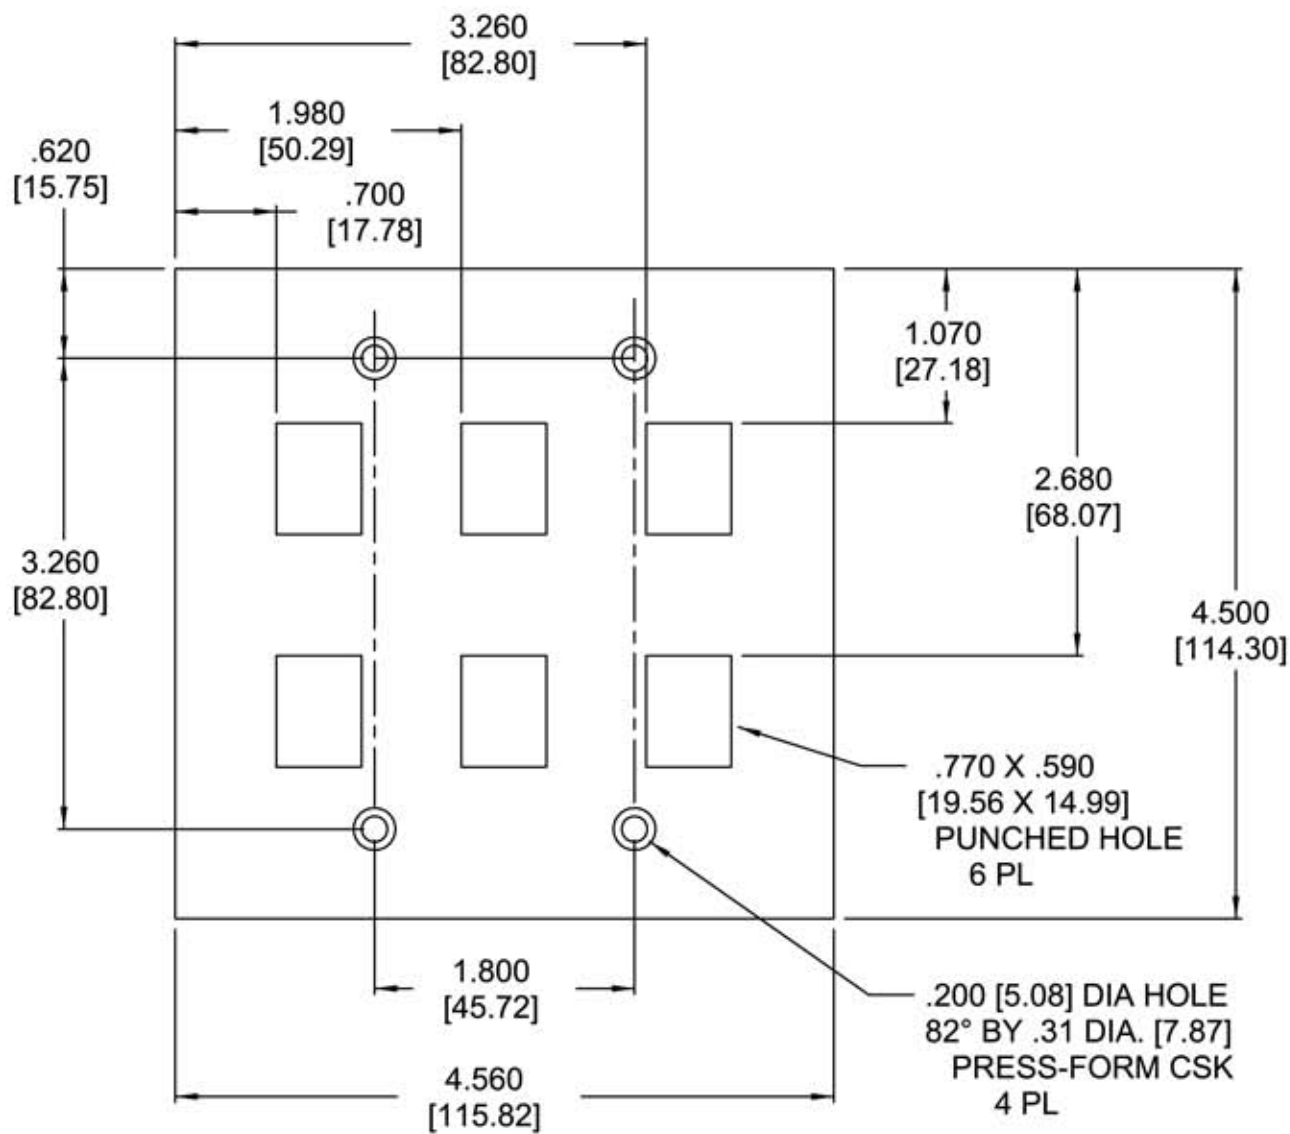 3.260
[82.80]
1.980
[50.29]
.620
[15.75]
.700
[17.78]
1.070
[27.18]
2.680
[68.07]
3.260
[82.80]
4.500
[114.30]
.770 X .590
[19.56 X 14.99]
PUNCHED HOLE
6 PL
1.800
[45.72]
.200 [5.08] DIA HOLE
82° BY .31 DIA. [7.87]
PRESS-FORM CSK
4 PL
4.560
[115.82]